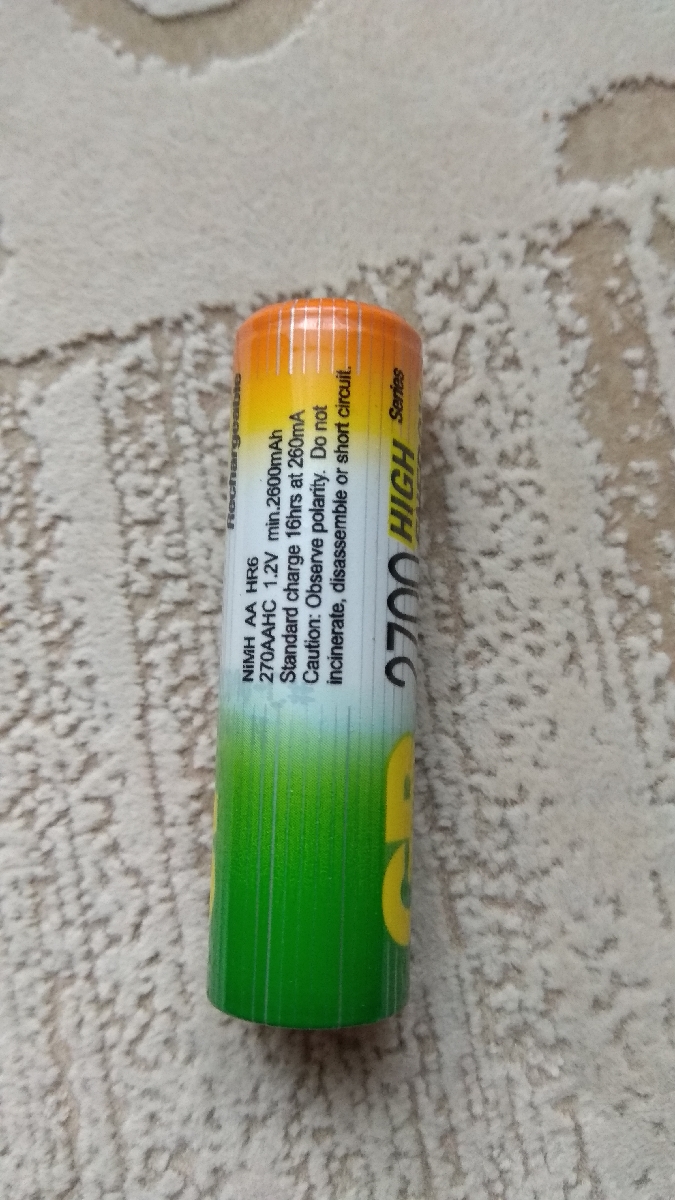 Rechargeable
NiMH AA HR6
270AAHC 1.2V min.2600mAh
Standard charge 16hrs at 260mA
Caution: Observe polarity. Do not
incinerate, disassemble or short circuit.
GP 2700 HIGH Series